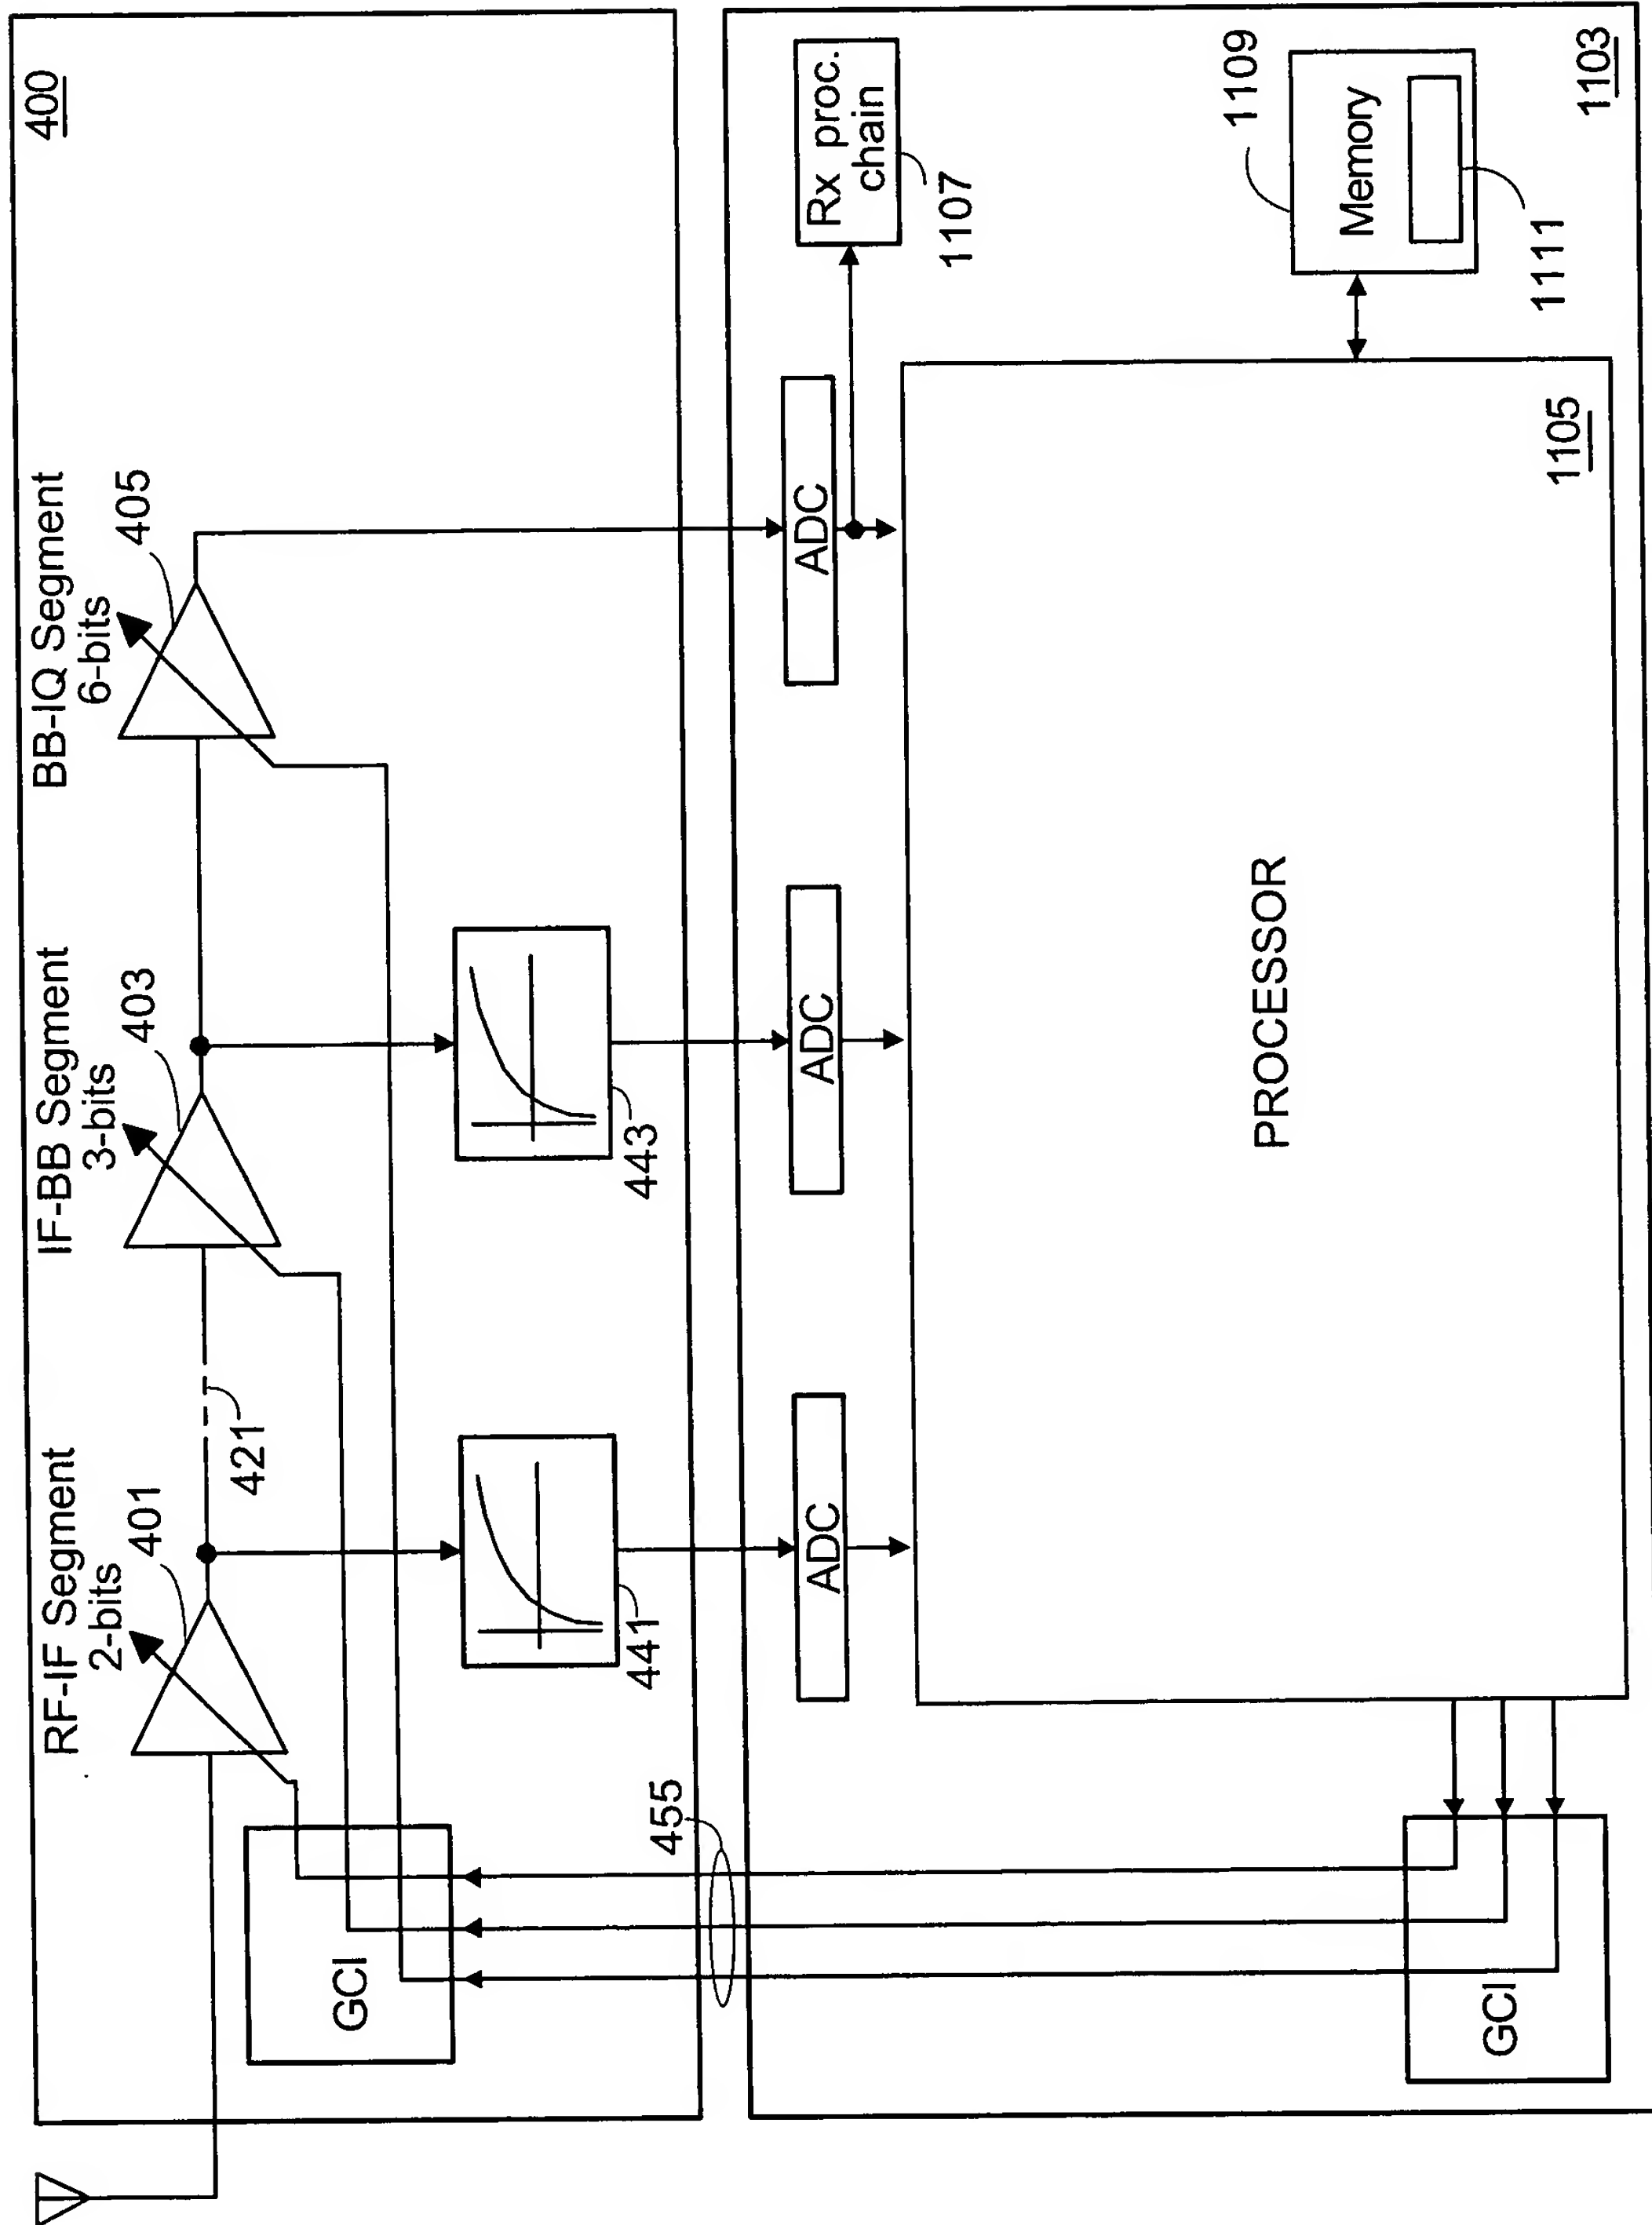 400
RF-IF Segment
2-bits
401
IF-BB Segment
3-bits
403
BB-IQ Segment
6-bits
405
421
GCI
441
443
455
ADC
ADC
ADC
Rx proc.
chain
1107
PROCESSOR
1105
1109
Memory
1111
GCI
1103